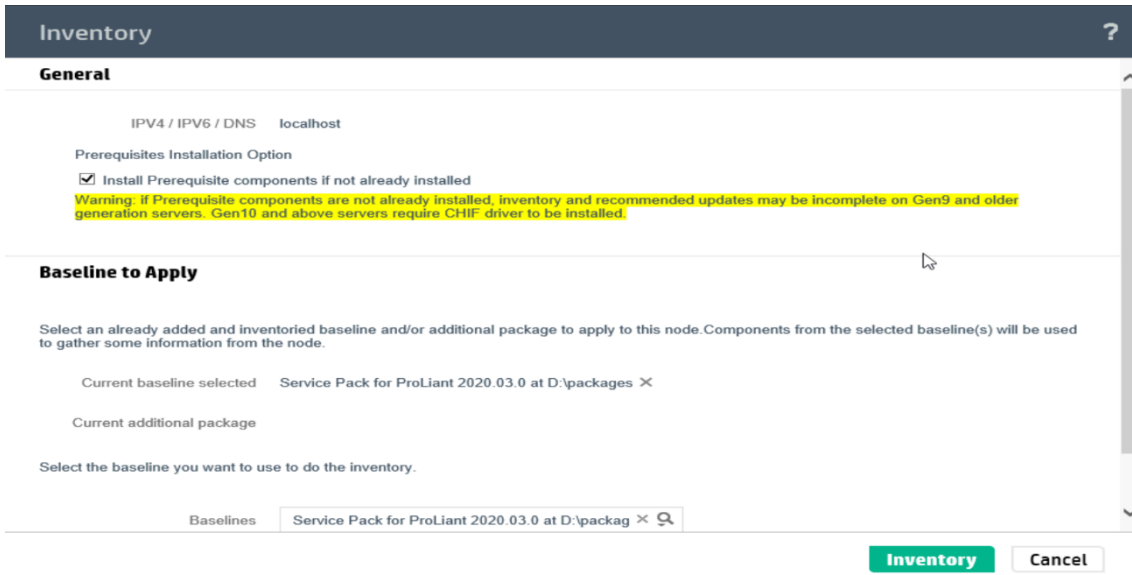 Inventory ?
General
IPV4 / IPV6 / DNS localhost
Prerequisites Installation Option
Install Prerequisite components if not already installed
Warning: if Prerequisite components are not already installed, inventory and recommended updates may be incomplete on Gen9 and older
generation servers. Gen10 and above servers require CHIF driver to be installed.
Baseline to Apply
Select an already added and inventoried baseline and/or additional package to apply to this node.Components from the selected baseline(s) will be used
to gather some information from the node.
Current baseline selected Service Pack for ProLiant 2020.03.0 at D:\packages
Current additional package
Select the baseline you want to use to do the inventory.
Baselines Service Pack for ProLiant 2020.03.0 at D:\packag
Inventory Cancel